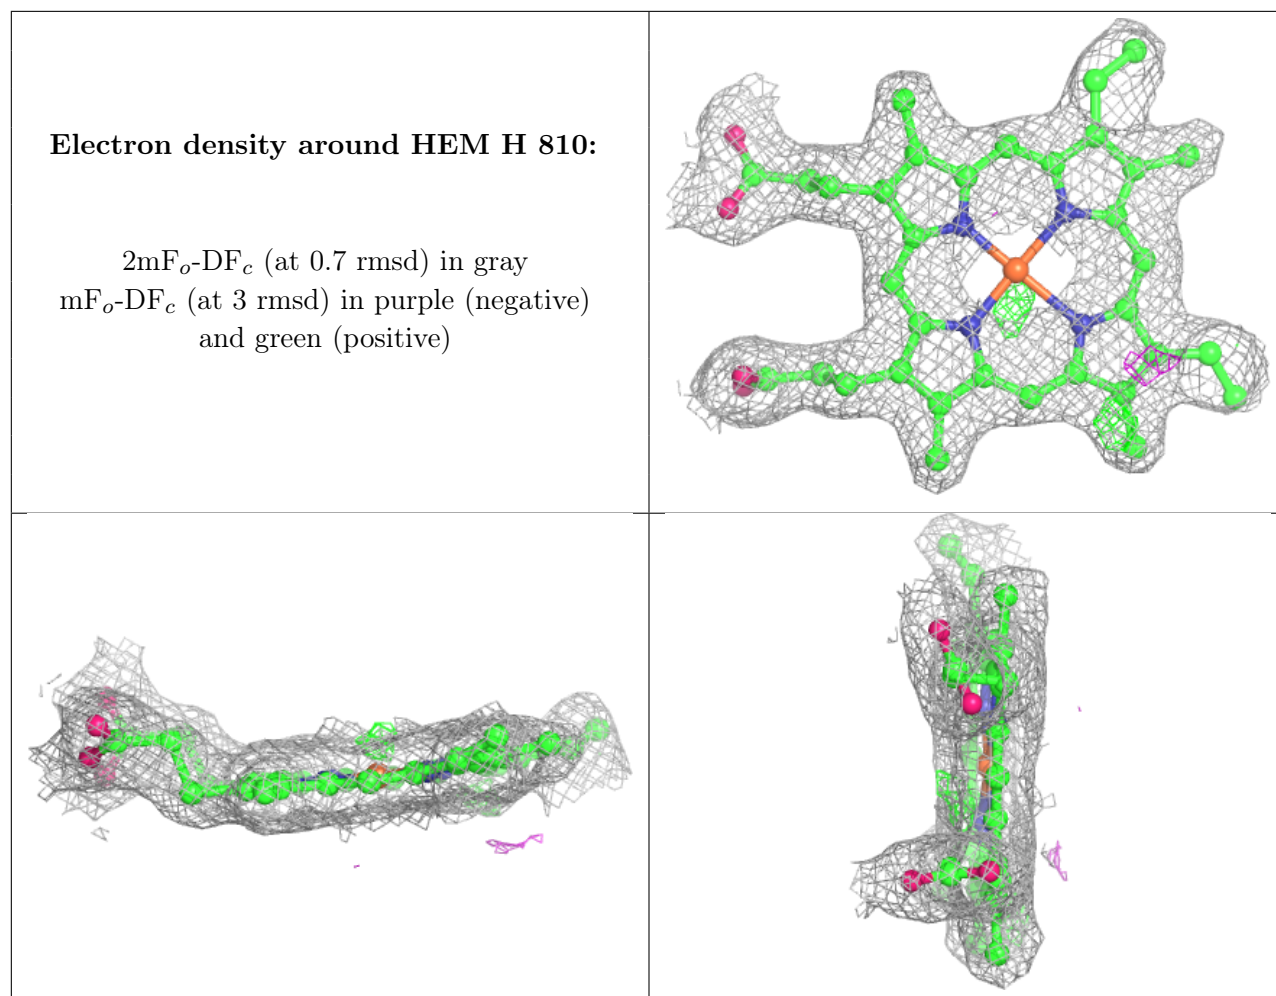 Electron density around HEM H 810:
2mFo-DFc (at 0.7 rmsd) in gray
mFo-DFc (at 3 rmsd) in purple (negative)
and green (positive)